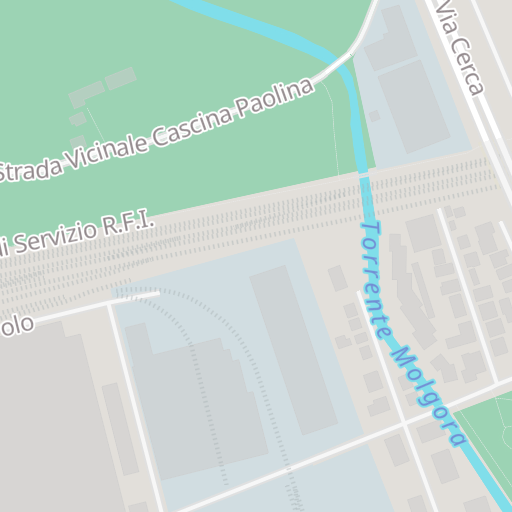 Via Cerca
Strada Vicinale Cascina Paolina
di Servizio R.F.I.
Torrente Molgora
olo